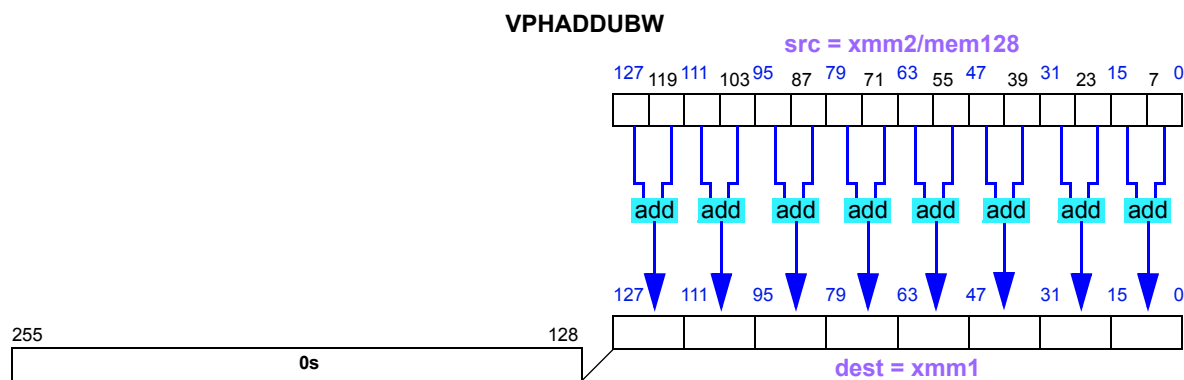 VPHADDUBW
src = xmm2/mem128
127 119 111 103 95 87 79 71 63 55 47 39 31 23 15 7 0
add add add add add add add add
127 111 95 79 63 47 31 15 0
255 128
0s
dest = xmm1